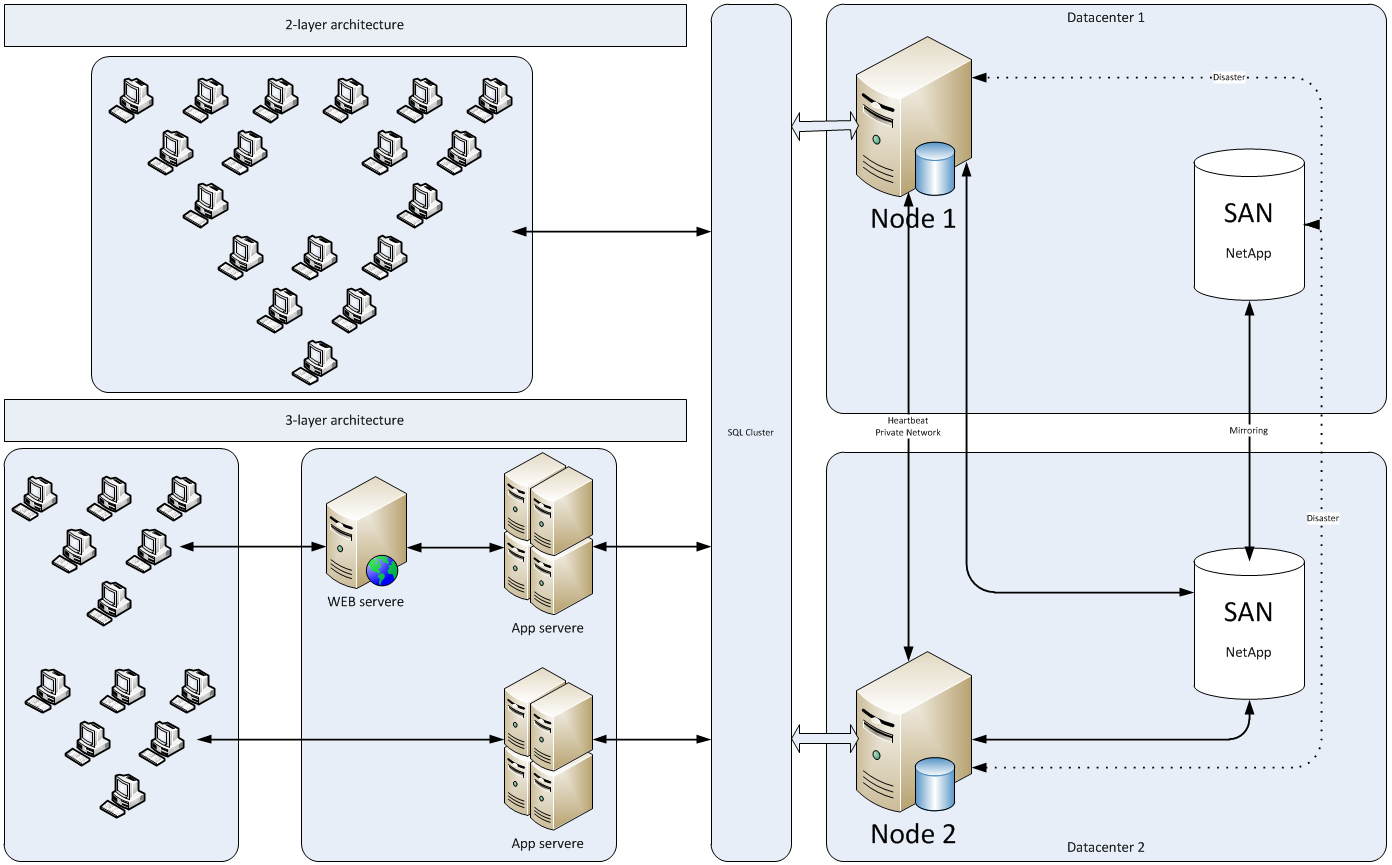 2-layer architecture
3-layer architecture
WEB servere
App servere
App servere
SQL Cluster
Datacenter 1
Node 1
Disaster
SAN
NetApp
Heartbeat
Private Network
Mirroring
Disaster
SAN
NetApp
Node 2
Datacenter 2